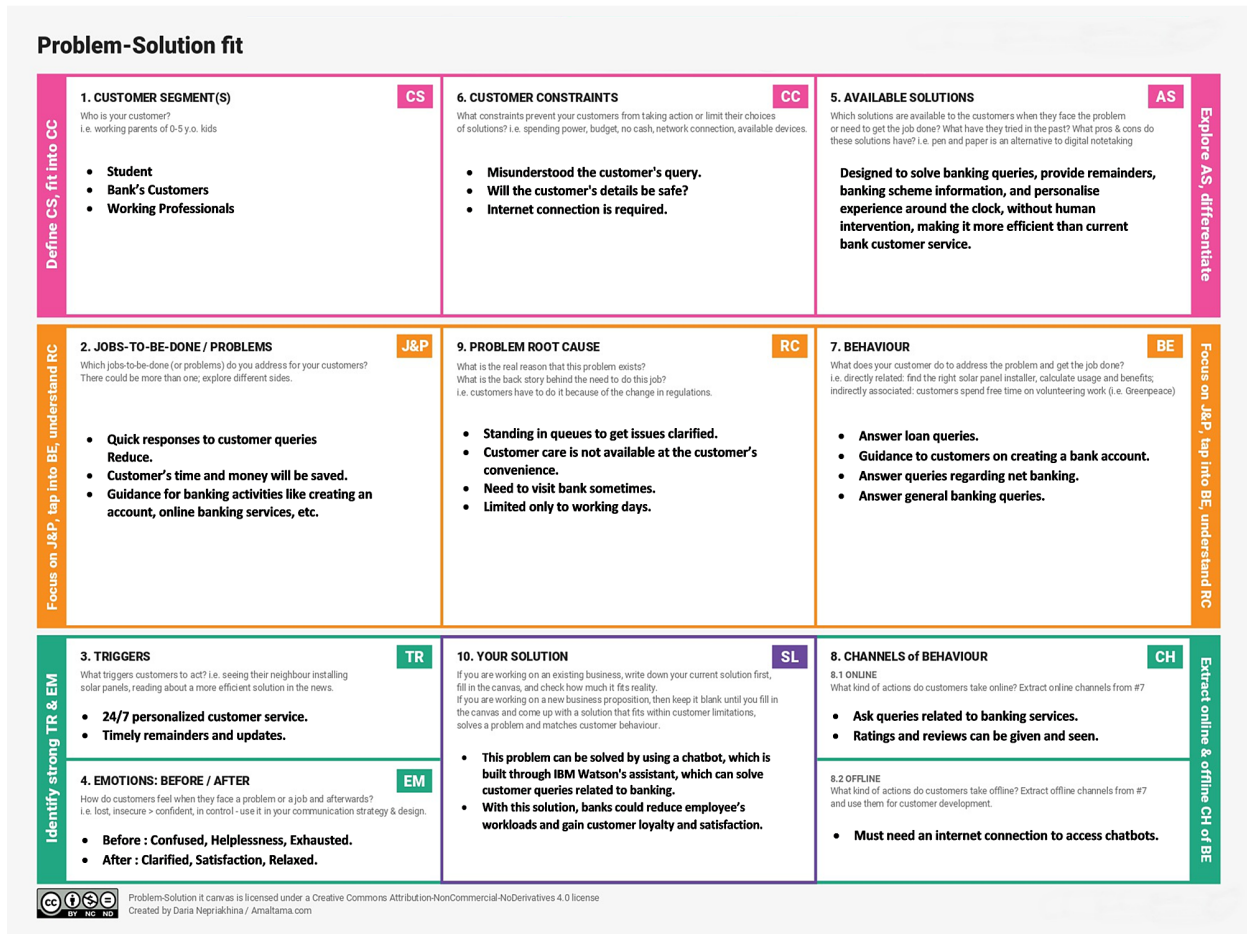 Problem-Solution fit
Define CS, fit into CC
1. CUSTOMER SEGMENT(S)
CS
Who is your customer?
i.e. working parents of 0-5 y.o. kids
• Student
• Bank’s Customers
• Working Professionals
6. CUSTOMER CONSTRAINTS
CC
What constraints prevent your customers from taking action or limit their choices
of solutions? i.e. spending power, budget, no cash, network connection, available devices.
• Misunderstood the customer's query.
• Will the customer's details be safe?
• Internet connection is required.
5. AVAILABLE SOLUTIONS
AS
Which solutions are available to the customers when they face the problem
or need to get the job done? What have they tried in the past? What pros & cons do
these solutions have? i.e. pen and paper is an alternative to digital notetaking
Designed to solve banking queries, provide remainders,
banking scheme information, and personalise
experience around the clock, without human
intervention, making it more efficient than current
bank customer service.
Explore AS, differentiate
Focus on J&P, tap into BE, understand RC
2. JOBS-TO-BE-DONE / PROBLEMS
J&P
Which jobs-to-be-done (or problems) do you address for your customers?
There could be more than one; explore different sides.
• Quick responses to customer queries
Reduce.
• Customer’s time and money will be saved.
• Guidance for banking activities like creating an
account, online banking services, etc.
9. PROBLEM ROOT CAUSE
RC
What is the real reason that this problem exists?
What is the back story behind the need to do this job?
i.e. customers have to do it because of the change in regulations.
• Standing in queues to get issues clarified.
• Customer care is not available at the customer’s
convenience.
• Need to visit bank sometimes.
• Limited only to working days.
7. BEHAVIOUR
BE
What does your customer do to address the problem and get the job done?
i.e. directly related: find the right solar panel installer, calculate usage and benefits;
indirectly associated: customers spend free time on volunteering work (i.e. Greenpeace)
• Answer loan queries.
• Guidance to customers on creating a bank account.
• Answer queries regarding net banking.
• Answer general banking queries.
Focus on J&P, tap into BE, understand RC
Identify strong TR & EM
3. TRIGGERS
TR
What triggers customers to act? i.e. seeing their neighbour installing
solar panels, reading about a more efficient solution in the news.
• 24/7 personalized customer service.
• Timely remainders and updates.
4. EMOTIONS: BEFORE / AFTER
EM
How do customers feel when they face a problem or a job and afterwards?
i.e. lost, insecure > confident, in control - use it in your communication strategy & design.
• Before : Confused, Helplessness, Exhausted.
• After : Clarified, Satisfaction, Relaxed.
10. YOUR SOLUTION
SL
If you are working on an existing business, write down your current solution first,
fill in the canvas, and check how much it fits reality.
If you are working on a new business proposition, then keep it blank until you fill in
the canvas and come up with a solution that fits within customer limitations,
solves a problem and matches customer behaviour.
• This problem can be solved by using a chatbot, which is
built through IBM Watson's assistant, which can solve
customer queries related to banking.
• With this solution, banks could reduce employee’s
workloads and gain customer loyalty and satisfaction.
8. CHANNELS of BEHAVIOUR
CH
8.1 ONLINE
What kind of actions do customers take online? Extract online channels from #7
• Ask queries related to banking services.
• Ratings and reviews can be given and seen.
8.2 OFFLINE
What kind of actions do customers take offline? Extract offline channels from #7
and use them for customer development.
• Must need an internet connection to access chatbots.
Extract online & offline CH of BE
CC BY NC ND
Problem-Solution it canvas is licensed under a Creative Commons Attribution-NonCommercial-NoDerivatives 4.0 license
Created by Daria Nepriakhina / Amaltama.com